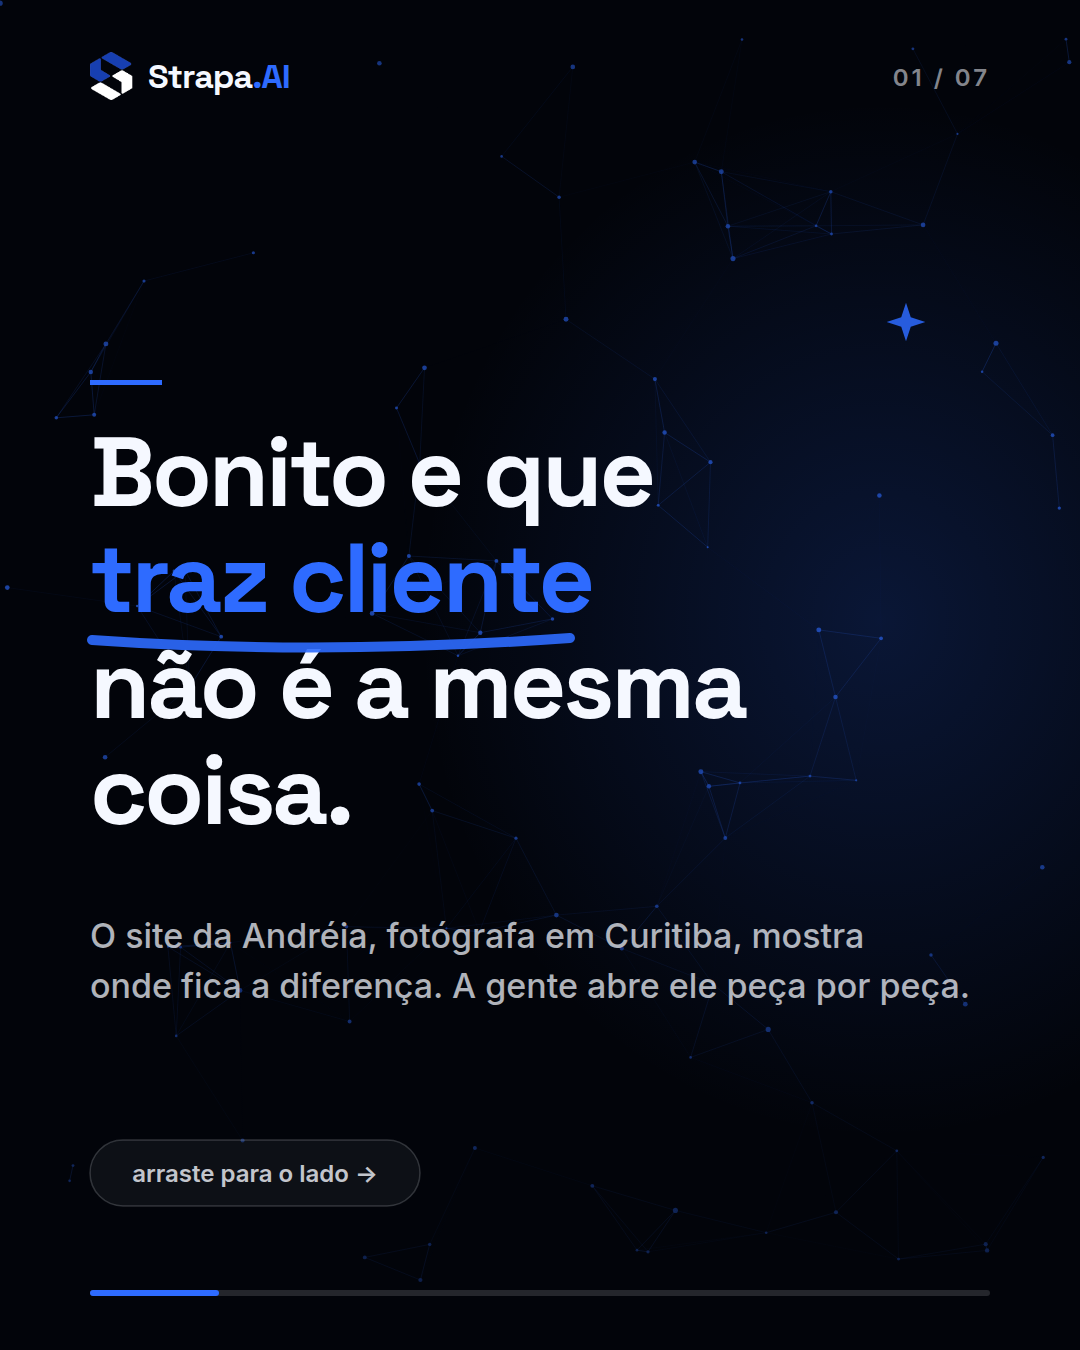 Strapa.AI
01 / 07
Bonito e que
traz cliente
não é a mesma
coisa.
O site da Andréia, fotógrafa em Curitiba, mostra
onde fica a diferença. A gente abre ele peça por peça.
arraste para o lado →